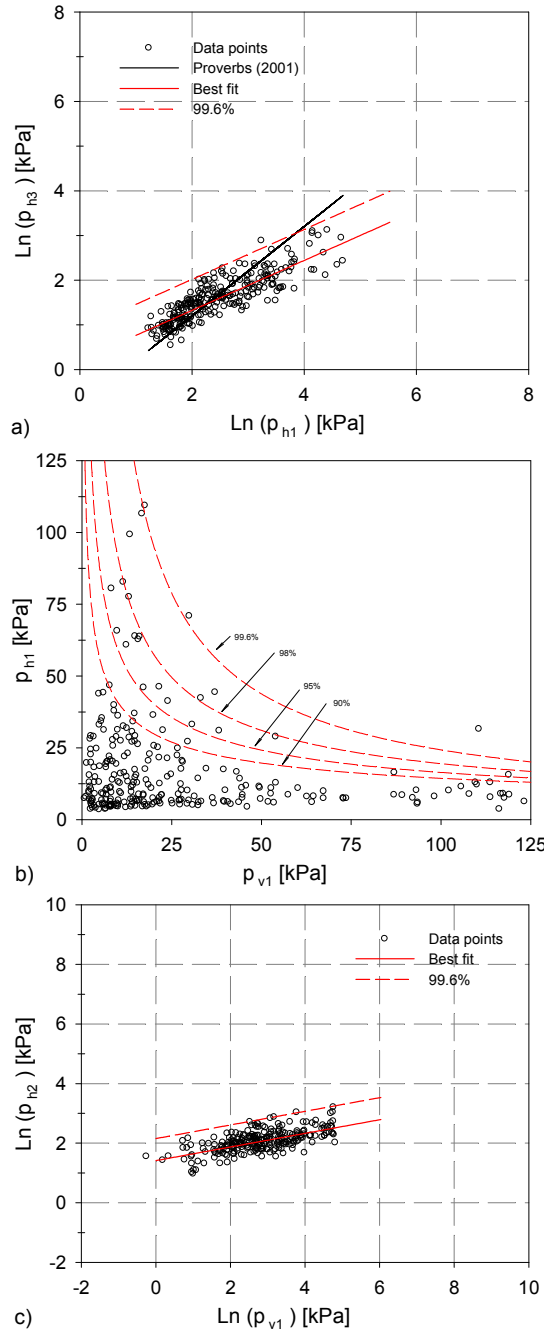 8
Data points
Proverbs (2001)
Best fit
99.6%
6
4
2
0
Ln (p h3 ) [kPa]
0 2 4 6 8
Ln (p h1 ) [kPa]
a)
125
100
75
50
25
0
p h1 [kPa]
99.6%
98%
95%
90%
0 25 50 75 100 125
p v1 [kPa]
b)
10
Data points
Best fit
99.6%
8
6
4
2
0
-2
Ln (p h2 ) [kPa]
-2 0 2 4 6 8 10
Ln (p v1 ) [kPa]
c)